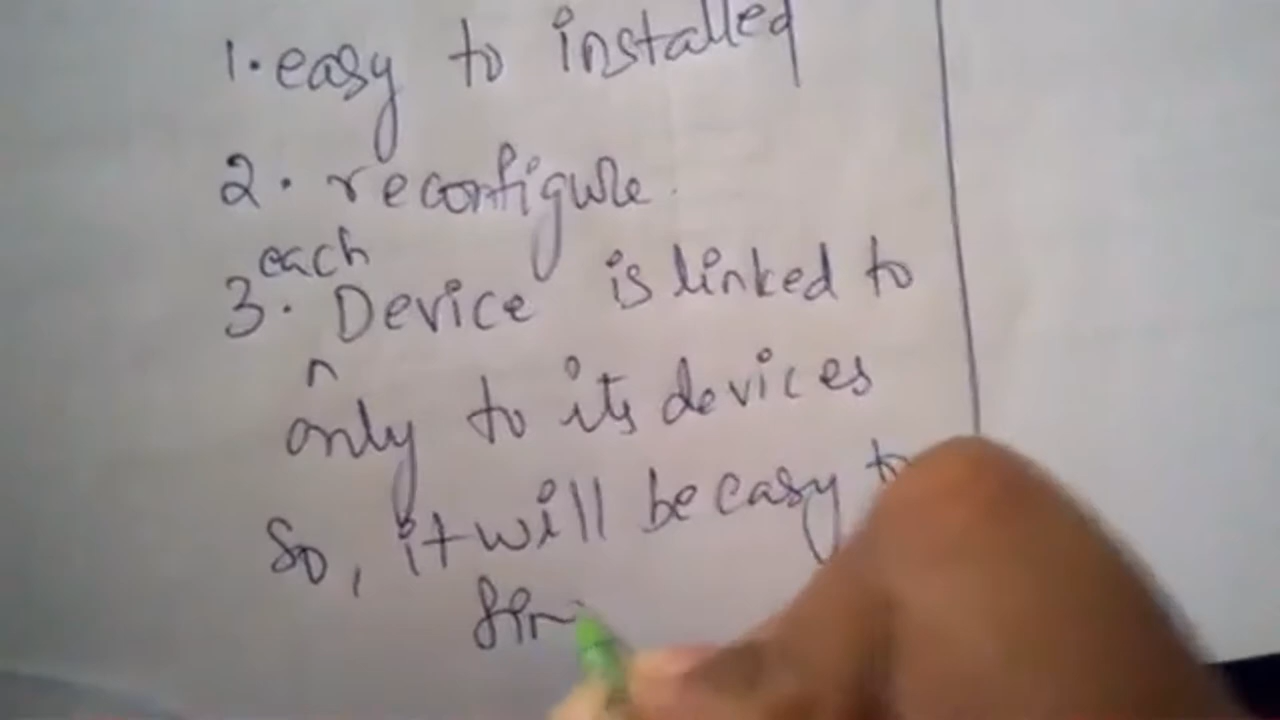 1. easy to installed
2. reconfigure.
each
3. Device is linked to
^
only to its devices
So, it will be easy to